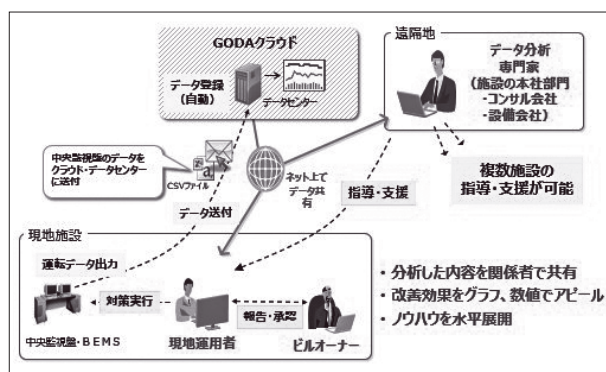 GODAクラウド
データ登録
(自動)
データセンター
遠隔地
データ分析
専門家
(施設の本社部門
・コンサル会社
・設備会社)
中央監視盤のデータを
クラウド・データセンター
に送付
CSVファイル
ネット上で
データ共
有
データ送付
指導・支援
複数施設の
指導・支援が可能
現地施設
運転データ出力
対策実行
報告・承認
中央監視盤・BEMS
現地運用者
ビルオーナー
・分析した内容を関係者で共有
・改善効果をグラフ、数値でアピール
・ノウハウを水平展開